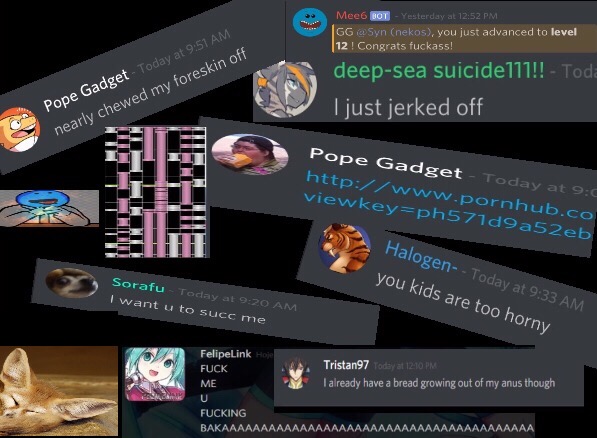 Pope Gadget - Today at 9:51 AM
nearly chewed my foreskin off
Mee6 BOT - Yesterday at 12:52 PM
GG @Syn (nekos), you just advanced to level
12 ! Congrats fuckass!
deep-sea suicide111!! - Toda
I just jerked off
Pope Gadget - Today at 9:0
http://www.pornhub.co
viewkey=ph571d9a52eb
Halogen- - Today at 9:33 AM
you kids are too horny
Sorafu - Today at 9:20 AM
I want u to succ me
FelipeLink Hoje
FUCK
ME
U
FUCKING
BAKAAAAAAAAAAAAAAAAAAAAAAAAAAAAAAAAAAAAAA
Tristan97 Today at 12:10 PM
I already have a bread growing out of my anus though